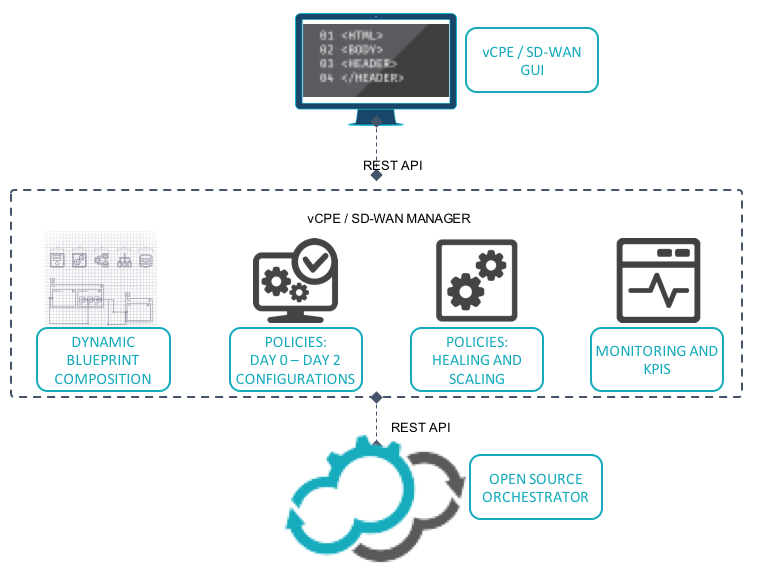 01 <HTML>
02 <BODY>
03 <HEADER>
04 </HEADER>
vCPE / SD-WAN
GUI
REST API
vCPE / SD-WAN MANAGER
DYNAMIC
BLUEPRINT
COMPOSITION
POLICIES:
DAY 0 – DAY 2
CONFIGURATIONS
POLICIES:
HEALING AND
SCALING
MONITORING AND
KPIS
REST API
OPEN SOURCE
ORCHESTRATOR